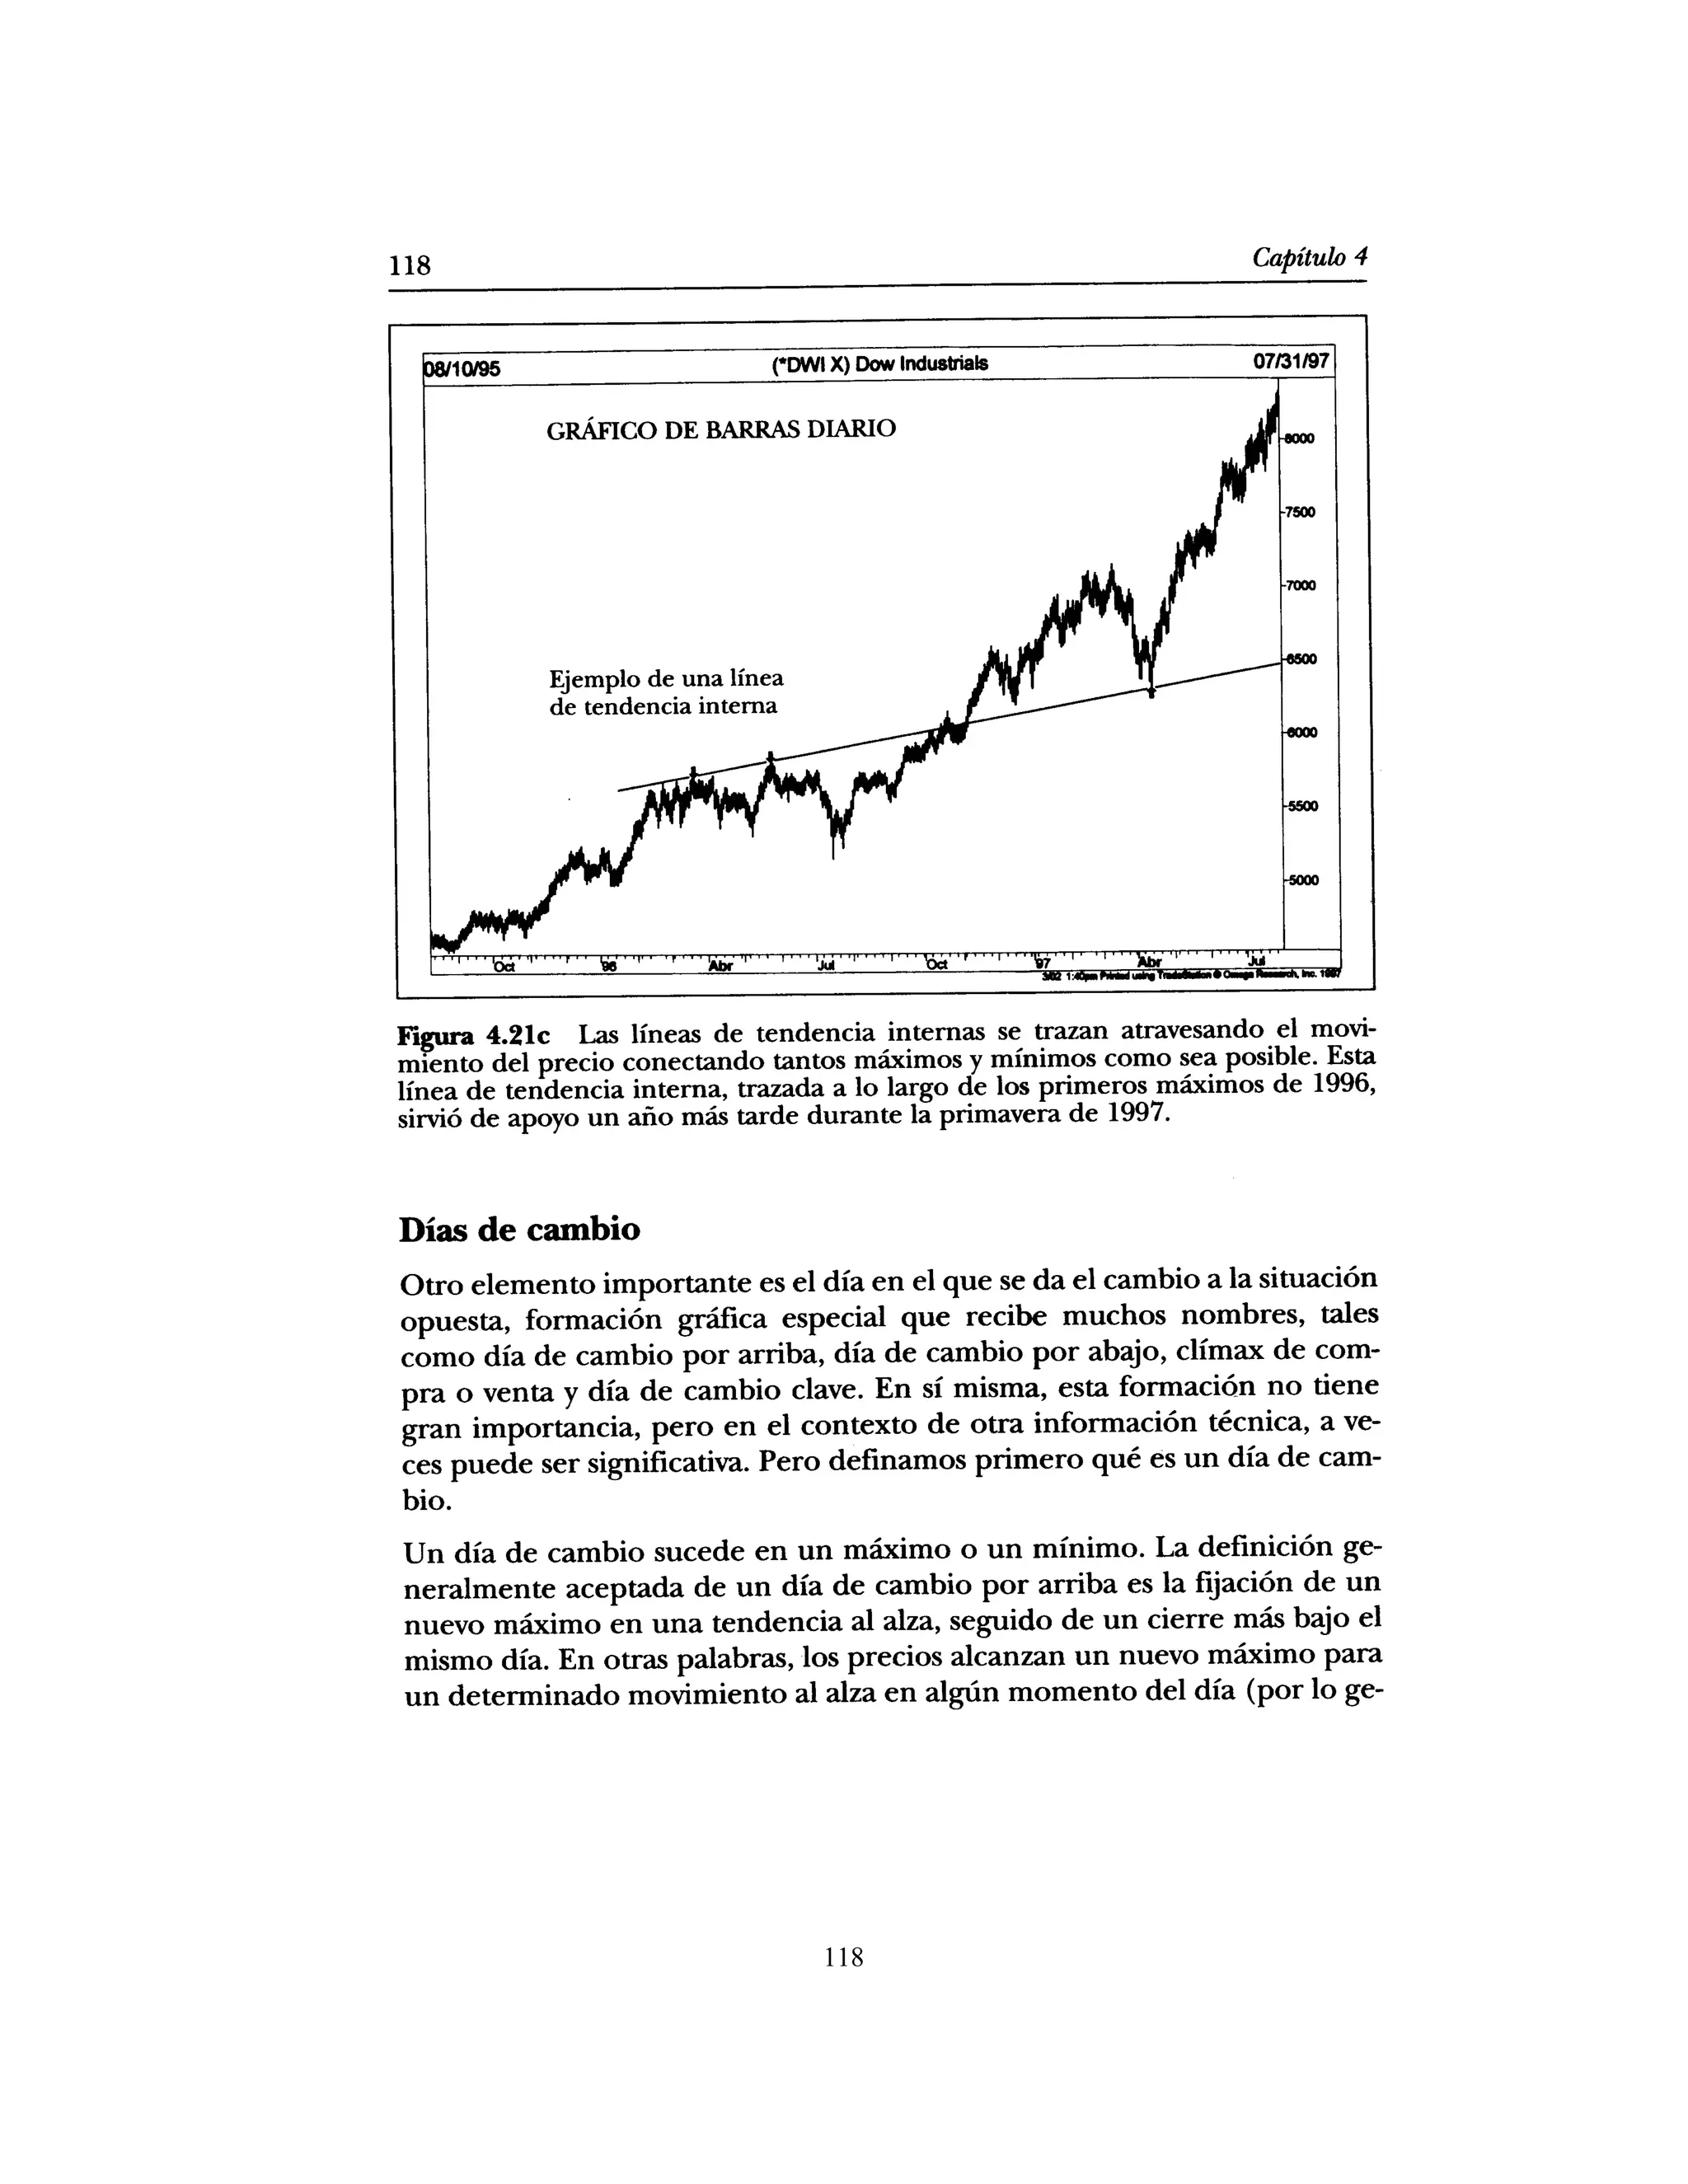 118
Capítulo 4
08/10/95
(*DWI X) Dow Industrials
07/31/97
GRÁFICO DE BARRAS DIARIO
8000
7500
7000
Ejemplo de una línea
de tendencia interna
6500
6000
5500
5000
Oct
96
Abr
Jul
Oct
97
Abr
Jul
3/02 1:40pm Printed using TradeStation © Omega Research, Inc. 1997
Figura 4.21c Las líneas de tendencia internas se trazan atravesando el movi-
miento del precio conectando tantos máximos y mínimos como sea posible. Esta
línea de tendencia interna, trazada a lo largo de los primeros máximos de 1996,
sirvió de apoyo un año más tarde durante la primavera de 1997.
Días de cambio
Otro elemento importante es el día en el que se da el cambio a la situación
opuesta, formación gráfica especial que recibe muchos nombres, tales
como día de cambio por arriba, día de cambio por abajo, clímax de com-
pra o venta y día de cambio clave. En sí misma, esta formación no tiene
gran importancia, pero en el contexto de otra información técnica, a ve-
ces puede ser significativa. Pero definamos primero qué es un día de cam-
bio.
Un día de cambio sucede en un máximo o un mínimo. La definición ge-
neralmente aceptada de un día de cambio por arriba es la fijación de un
nuevo máximo en una tendencia al alza, seguido de un cierre más bajo el
mismo día. En otras palabras, los precios alcanzan un nuevo máximo para
un determinado movimiento al alza en algún momento del día (por lo ge-
118